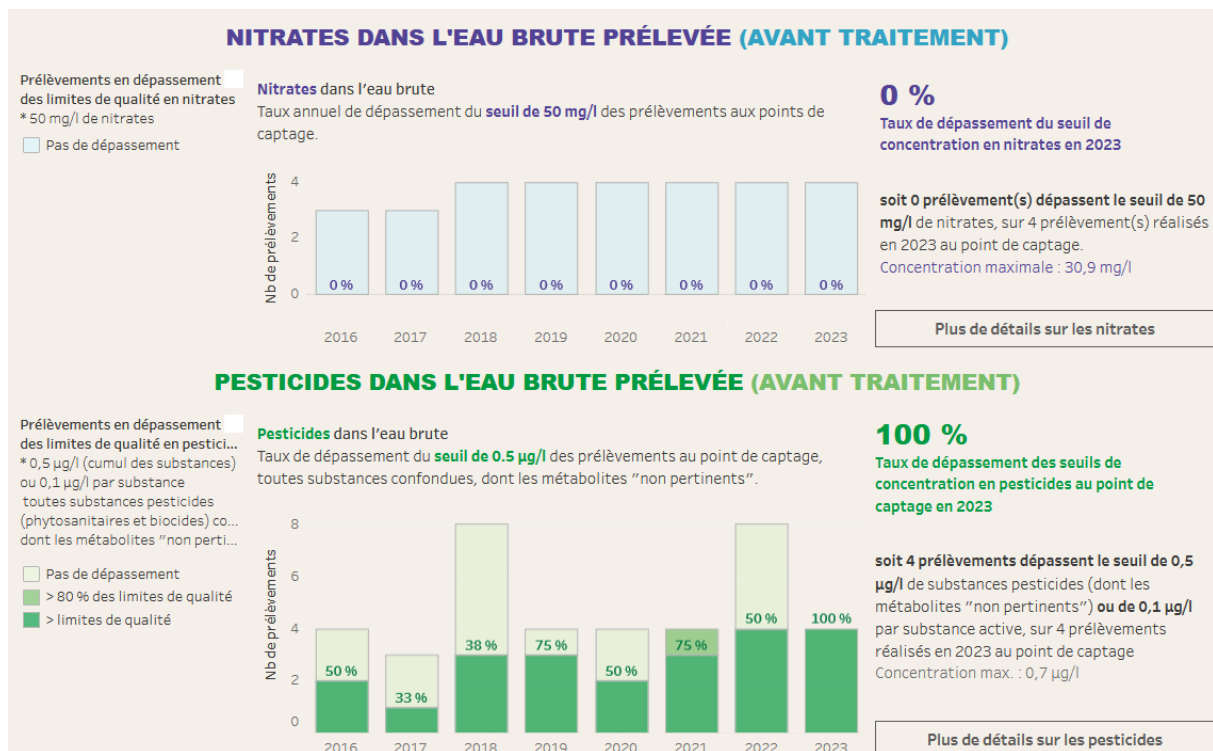 NITRATES DANS L'EAU BRUTE PRÉLEVÉE (AVANT TRAITEMENT)
Prélèvements en dépassement
des limites de qualité en nitrates
* 50 mg/l de nitrates
Pas de dépassement
Nitrates dans l'eau brute
Taux annuel de dépassement du seuil de 50 mg/l des prélèvements aux points de
captage.
Nb de prélèvements
4
2
0
0 % 0 % 0 % 0 % 0 % 0 % 0 % 0 %
2016 2017 2018 2019 2020 2021 2022 2023
0 %
Taux de dépassement du seuil de
concentration en nitrates en 2023
soit 0 prélèvement(s) dépassent le seuil de 50
mg/l de nitrates, sur 4 prélèvement(s) réalisés
en 2023 au point de captage.
Concentration maximale : 30,9 mg/l
Plus de détails sur les nitrates
PESTICIDES DANS L'EAU BRUTE PRÉLEVÉE (AVANT TRAITEMENT)
Prélèvements en dépassement
des limites de qualité en pestici...
* 0,5 µg/l (cumul des substances)
ou 0,1 µg/l par substance
toutes substances pesticides
(phytosanitaires et biocides) co...
dont les métabolites "non perti...
Pas de dépassement
> 80 % des limites de qualité
> limites de qualité
Pesticides dans l'eau brute
Taux de dépassement du seuil de 0.5 µg/l des prélèvements au point de captage,
toutes substances confondues, dont les métabolites "non pertinents".
Nb de prélèvements
8
6
4
2
0
50 % 33 % 38 % 75 % 50 % 75 % 50 % 100 %
2016 2017 2018 2019 2020 2021 2022 2023
100 %
Taux de dépassement des seuils de
concentration en pesticides au point de
captage en 2023
soit 4 prélèvements dépassent le seuil de 0,5
µg/l de substances pesticides (dont les
métabolites "non pertinents") ou de 0,1 µg/l
par substance active, sur 4 prélèvements
réalisés en 2023 au point de captage
Concentration max. : 0,7 µg/l
Plus de détails sur les pesticides